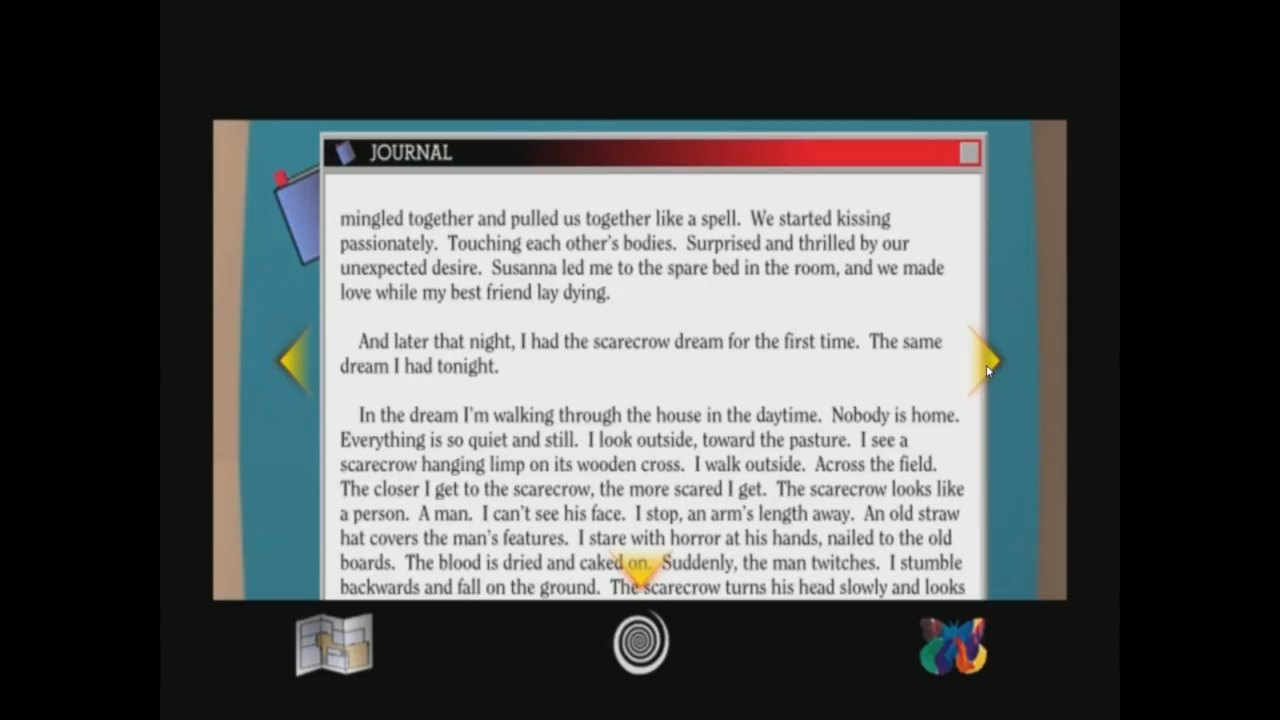 JOURNAL
mingled together and pulled us together like a spell. We started kissing
passionately. Touching each other's bodies. Surprised and thrilled by our
unexpected desire. Susanna led me to the spare bed in the room, and we made
love while my best friend lay dying.
And later that night, I had the scarecrow dream for the first time. The same
dream I had tonight.
In the dream I'm walking through the house in the daytime. Nobody is home.
Everything is so quiet and still. I look outside, toward the pasture. I see a
scarecrow hanging limp on its wooden cross. I walk outside. Across the field.
The closer I get to the scarecrow, the more scared I get. The scarecrow looks like
a person. A man. I can't see his face. I stop, an arm's length away. An old straw
hat covers the man's features. I stare with horror at his hands, nailed to the old
boards. The blood is dried and caked on. Suddenly, the man twitches. I stumble
backwards and fall on the ground. The scarecrow turns his head slowly and looks